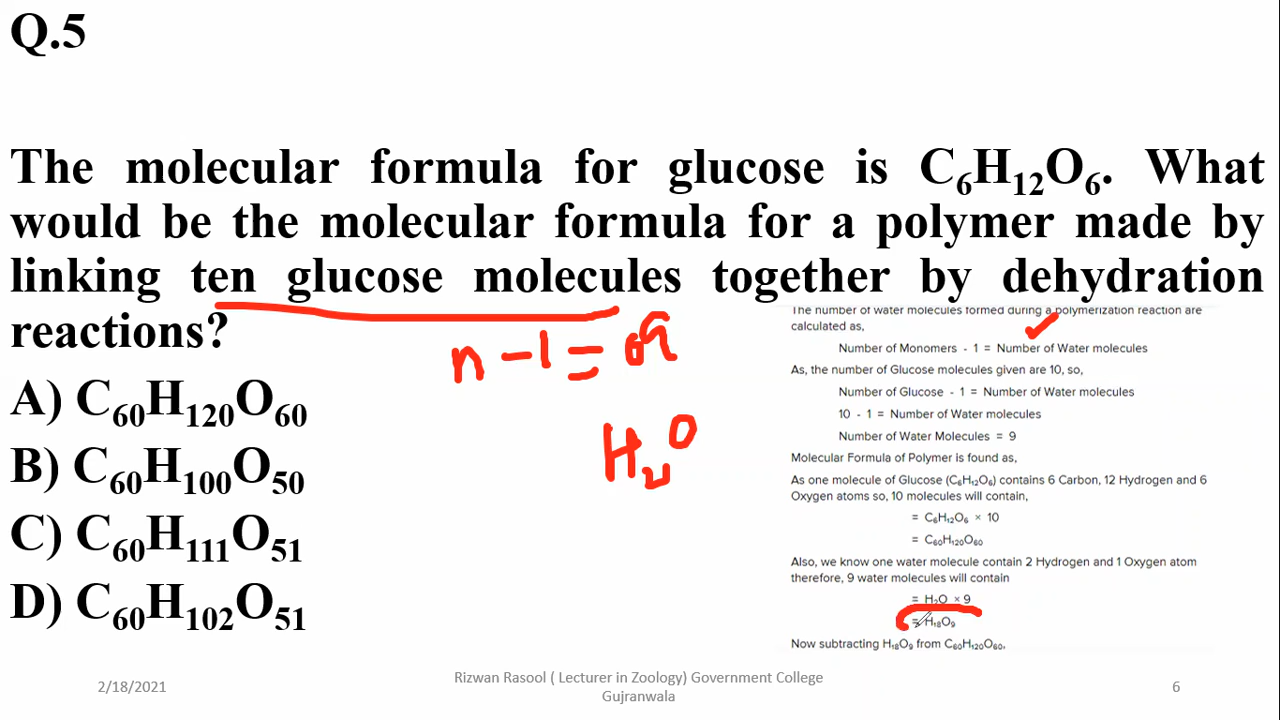 Q.5
The molecular formula for glucose is C₆H₁₂O₆. What
would be the molecular formula for a polymer made by
linking ten glucose molecules together by dehydration
reactions?
n - 1 =
H₂O
A) C₆₀H₁₂₀O₆₀
B) C₆₀H₁₀₀O₅₀
C) C₆₀H₁₁₁O₅₁
D) C₆₀H₁₀₂O₅₁
The number of water molecules formed during a polymerization reaction are
calculated as,
Number of Monomers - 1 = Number of Water molecules
As, the number of Glucose molecules given are 10, so,
Number of Glucose - 1 = Number of Water molecules
10 - 1 = Number of Water molecules
Number of Water Molecules = 9
Molecular Formula of Polymer is found as,
As one molecule of Glucose (C₆H₁₂O₆) contains 6 Carbon, 12 Hydrogen and 6
Oxygen atoms so, 10 molecules will contain,
= C₆H₁₂O₆ × 10
= C₆₀H₁₂₀O₆₀
Also, we know one water molecule contain 2 Hydrogen and 1 Oxygen atom
therefore, 9 water molecules will contain
= H₂O × 9
= H₁₈O₉
Now subtracting H₁₈O₉ from C₆₀H₁₂₀O₆₀,
2/18/2021
Rizwan Rasool ( Lecturer in Zoology) Government College
Gujranwala
6